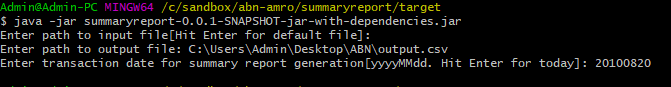 Admin@Admin-PC MINGW64 /c/sandbox/abn-amro/summaryreport/target
$ java -jar summaryreport-0.0.1-SNAPSHOT-jar-with-dependencies.jar
Enter path to input file[Hit Enter for default file]:
Enter path to output file: C:\Users\Admin\Desktop\ABN\output.csv
Enter transaction date for summary report generation[yyyyMMdd. Hit Enter for today]: 20100820